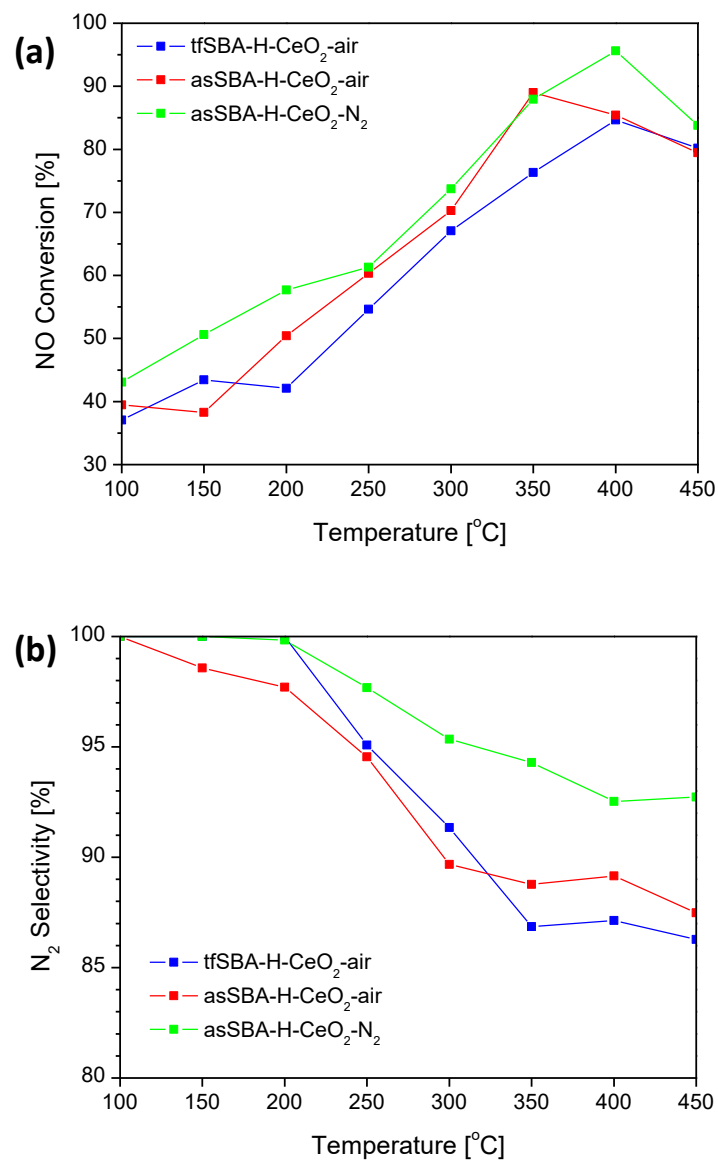 (a)
tfSBA-H-CeO₂-air
asSBA-H-CeO₂-air
asSBA-H-CeO₂-N₂
NO Conversion [%]
100
90
80
70
60
50
40
30
100 150 200 250 300 350 400 450
Temperature [°C]
(b)
N₂ Selectivity [%]
100
95
90
85
80
tfSBA-H-CeO₂-air
asSBA-H-CeO₂-air
asSBA-H-CeO₂-N₂
100 150 200 250 300 350 400 450
Temperature [°C]